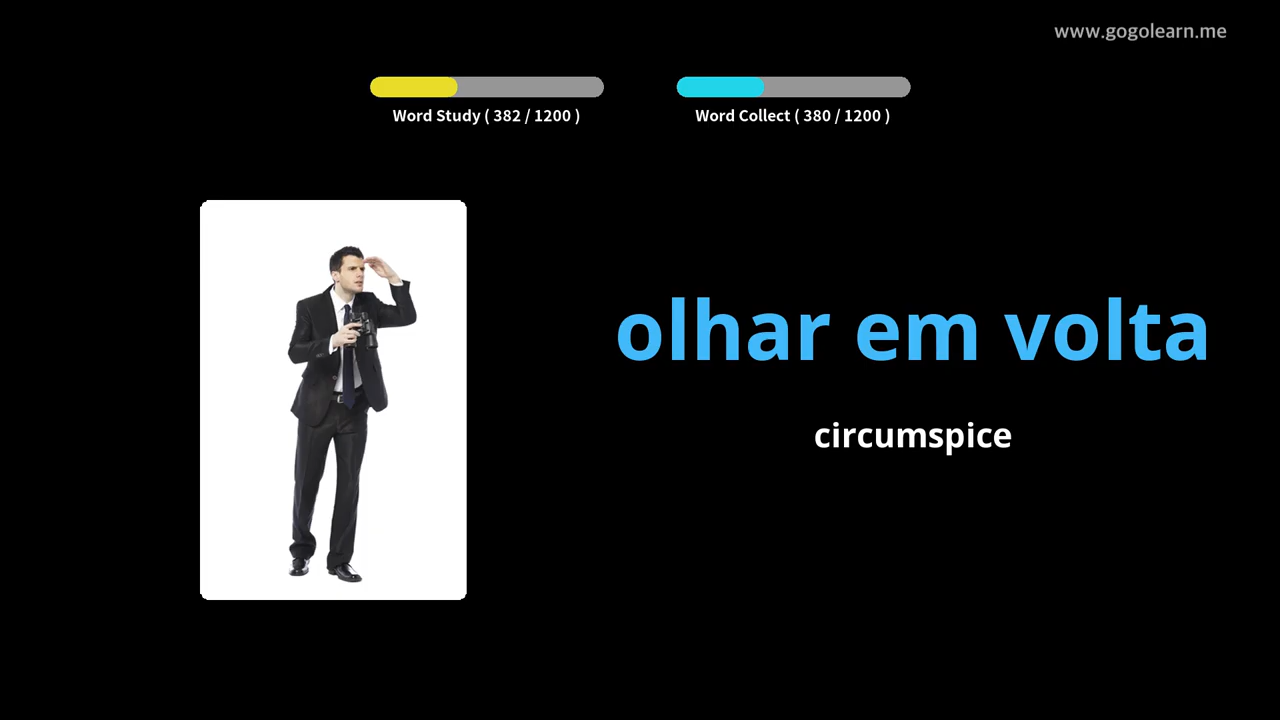 www.gogolearn.me
Word Study ( 382 / 1200 )
Word Collect ( 380 / 1200 )
olhar em volta
circumspice